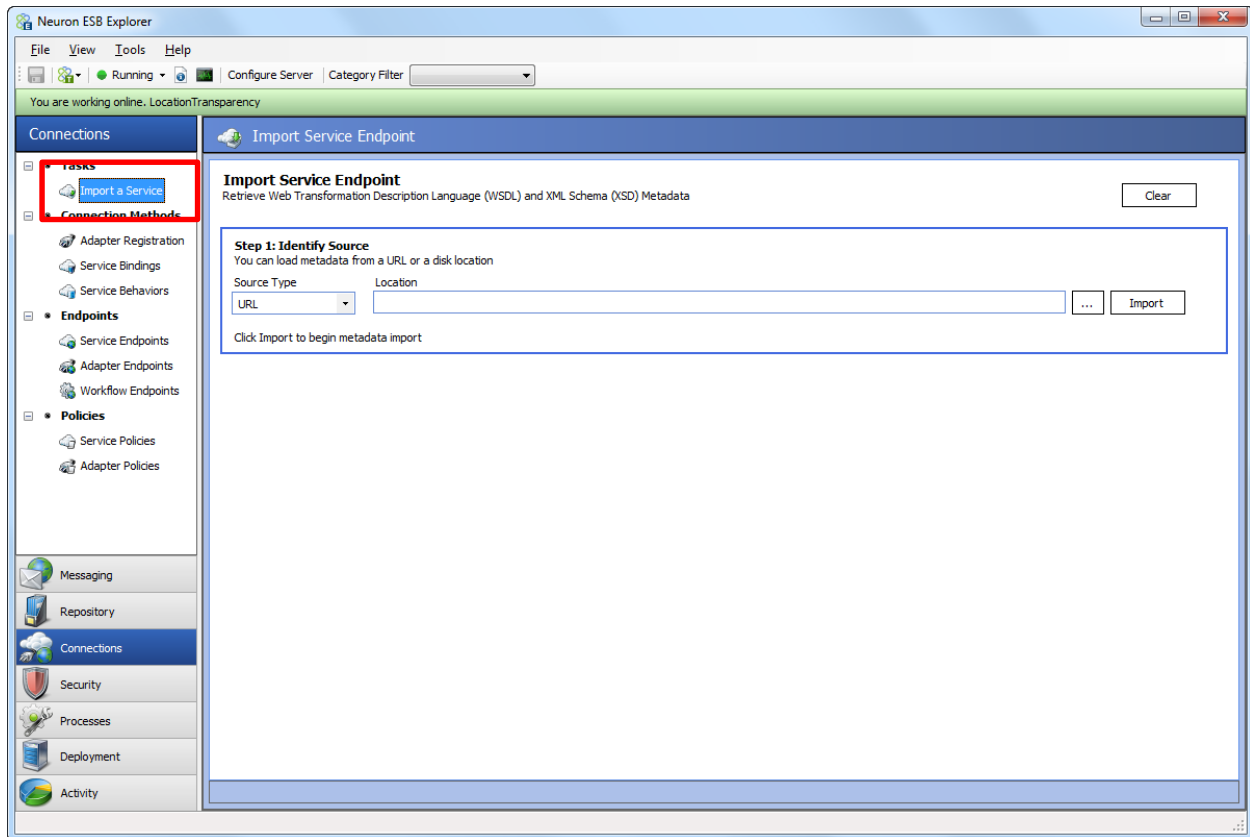 Neuron ESB Explorer
File View Tools Help
Running Configure Server Category Filter
You are working online. LocationTransparency
Connections
Import Service Endpoint
Tasks
Import a Service
Connection Methods
Adapter Registration
Service Bindings
Service Behaviors
Endpoints
Service Endpoints
Adapter Endpoints
Workflow Endpoints
Policies
Service Policies
Adapter Policies
Import Service Endpoint
Retrieve Web Transformation Description Language (WSDL) and XML Schema (XSD) Metadata
Clear
Step 1: Identify Source
You can load metadata from a URL or a disk location
Source Type Location
URL ... Import
Click Import to begin metadata import
Messaging
Repository
Connections
Security
Processes
Deployment
Activity